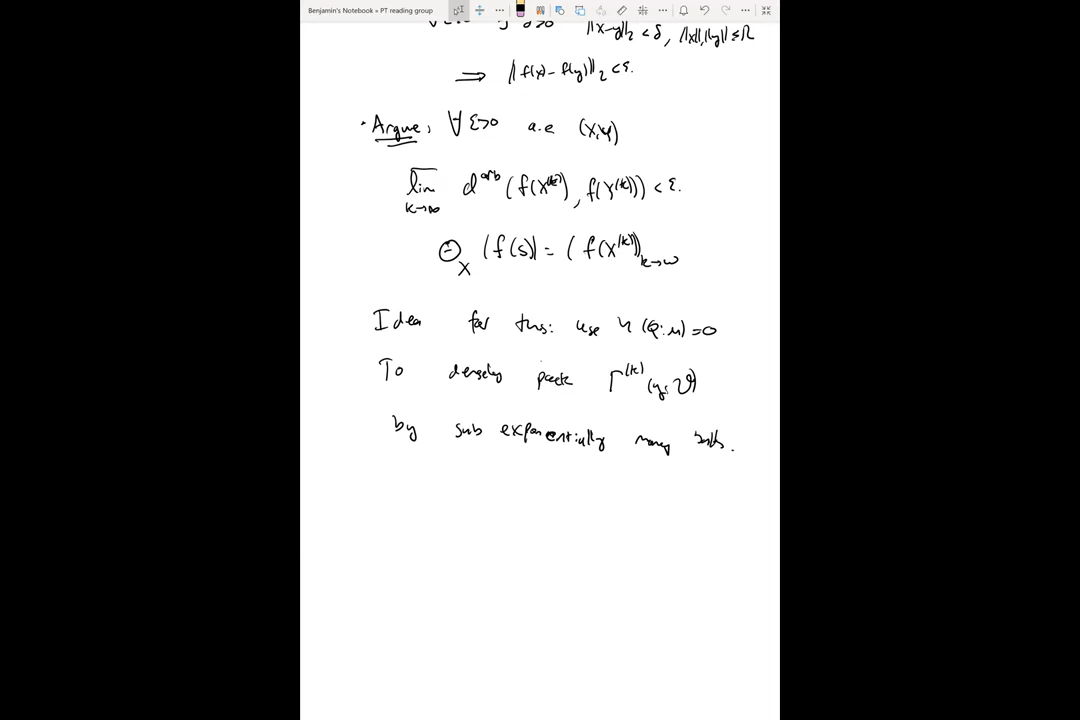 Benjamin's Notebook » PT reading group
||x-y||₂ < δ, ||x||, ||y|| ≤ R
⟹ ||f(x) - f(y)||₂ < ε.
· Argue, ∀ ε>0 a.e (X,Y)
lim‾ k→∞ d^orb (f(X^(k)), f(Y^(k))) < ε.
Θ_X (f(s)) = (f(X^(k)))_k→ω
Idea for this: use h(Q:M)=0
To densely pack Γ^(k)(y; ϑ)
by sub exponentially many balls.